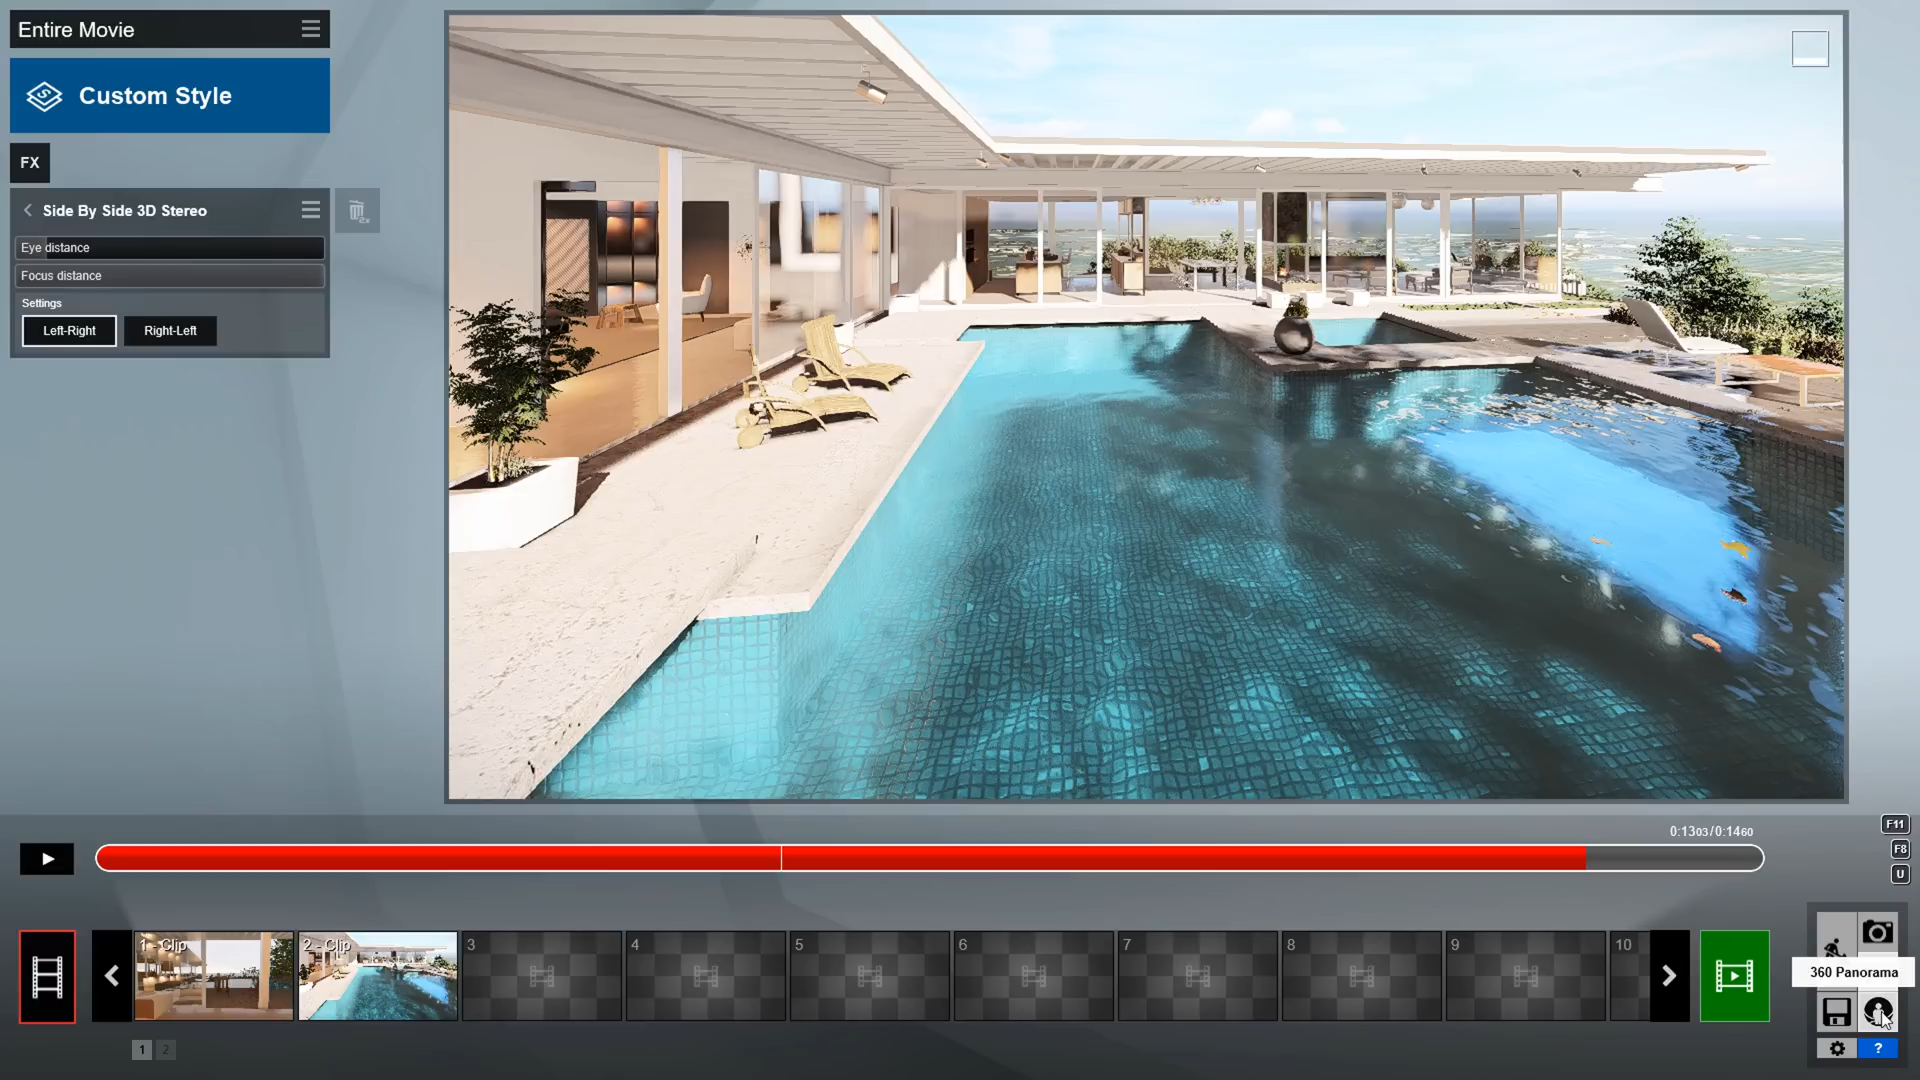 Entire Movie
Custom Style
FX
Side By Side 3D Stereo
2x
Eye distance
Focus distance
Settings
Left-Right
Right-Left
0:1303/0:1460
F11
F8
U
1 - Clip
2 - Clip
3
4
5
6
7
8
9
10
360 Panorama
1
2
?